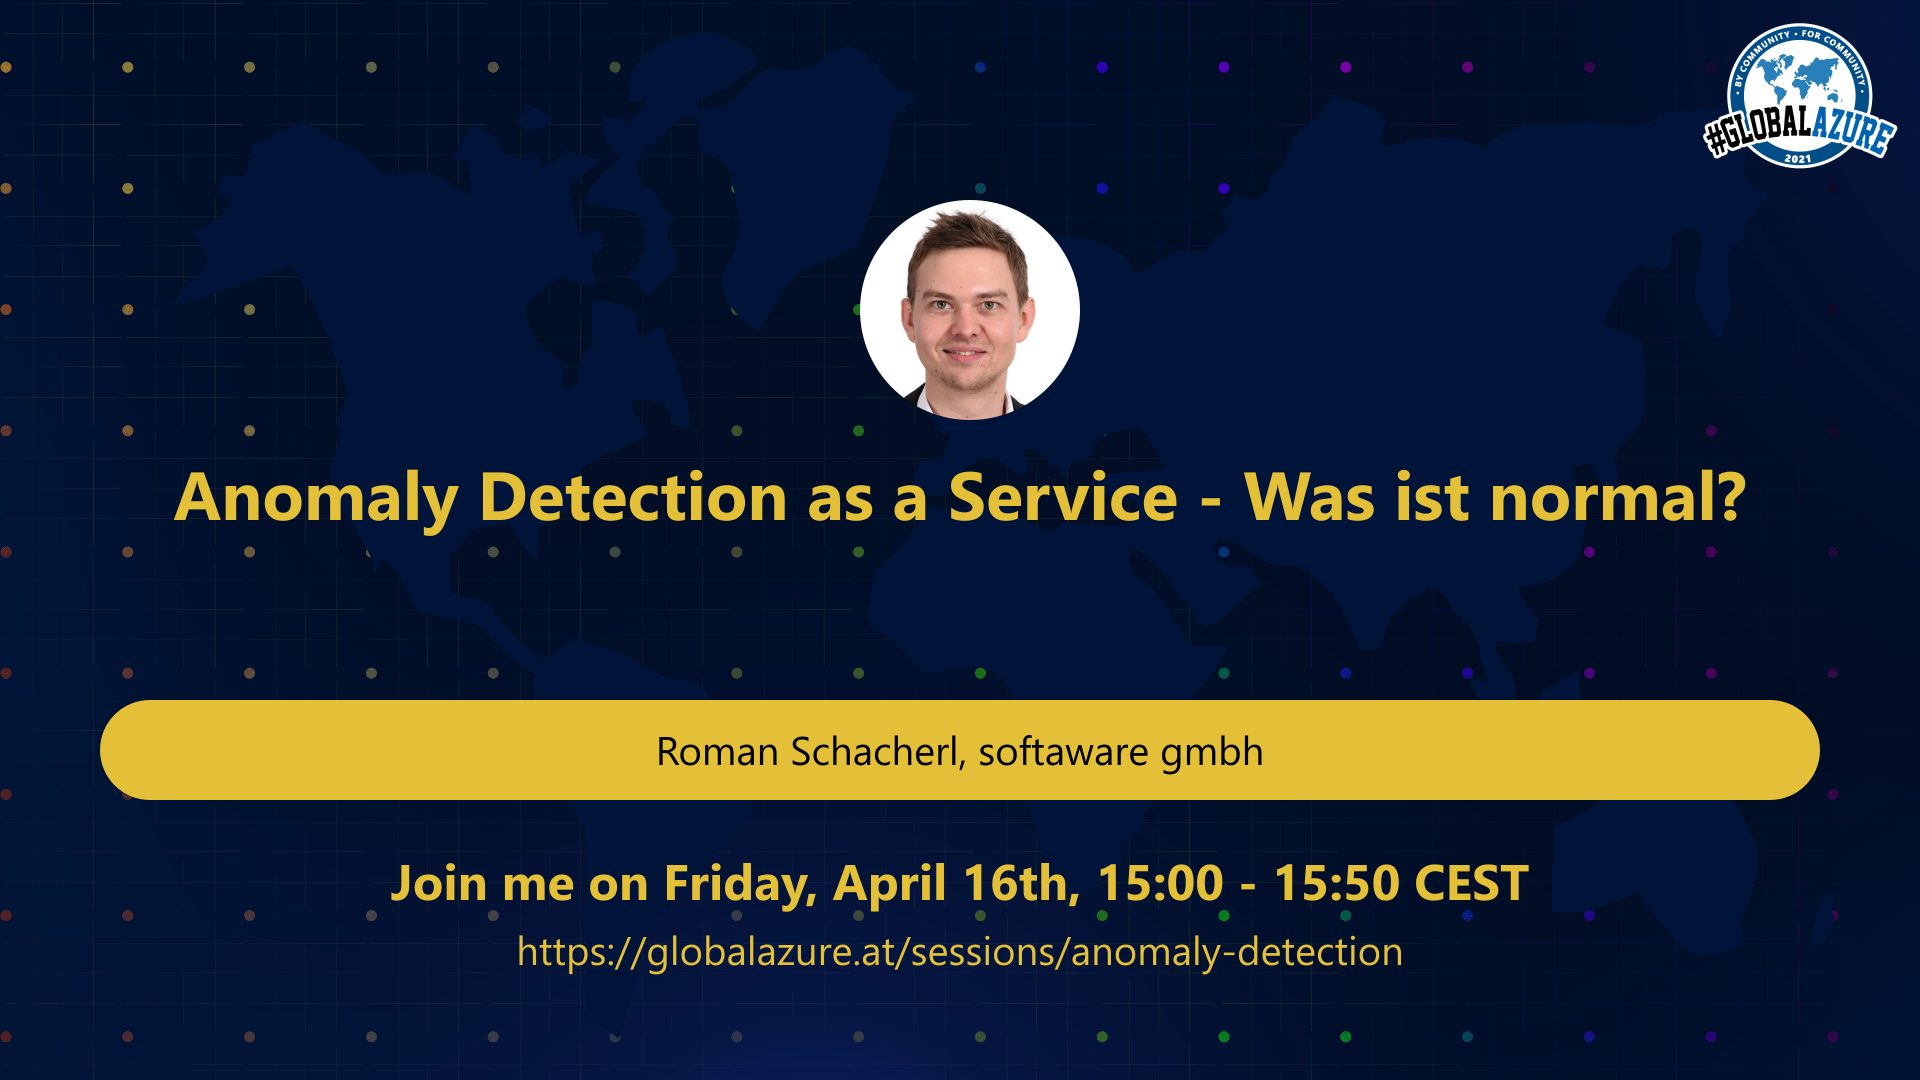 • BY COMMUNITY • FOR COMMUNITY •
#GLOBALAZURE
2021
Anomaly Detection as a Service - Was ist normal?
Roman Schacherl, softaware gmbh
Join me on Friday, April 16th, 15:00 - 15:50 CEST
https://globalazure.at/sessions/anomaly-detection